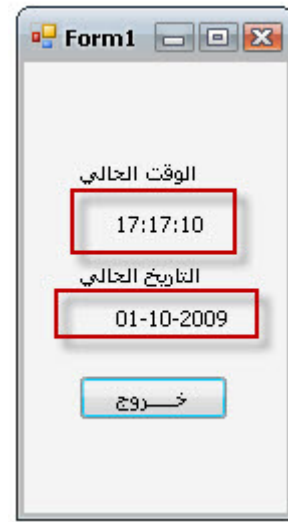 Form1
الوقت الحالي
17:17:10
التاريخ الحالي
01-10-2009
خـــروج